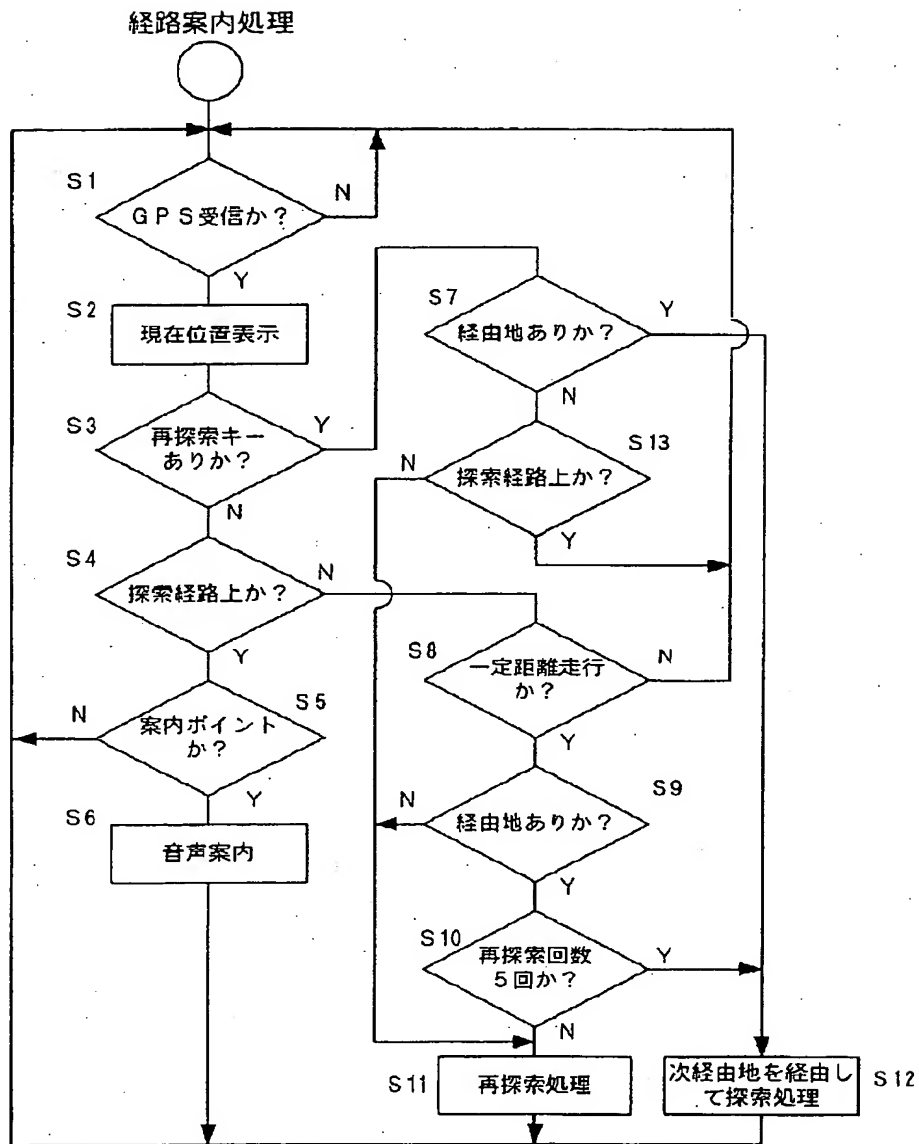 経路案内処理
S1
GPS受信か?
N
Y
S2
現在位置表示
S3
再探索キー
ありか?
Y
N
S4
探索経路上か?
N
Y
S5
案内ポイント
か?
N
Y
S6
音声案内
S7
経由地ありか?
Y
N
S13
探索経路上か?
N
Y
S8
一定距離走行
か?
N
Y
S9
経由地ありか?
N
Y
S10
再探索回数
5回か?
Y
N
S11
再探索処理
次経由地を経由し
て探索処理
S12